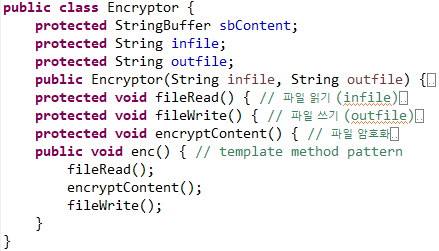 public class Encryptor {
    protected StringBuffer sbContent;
    protected String infile;
    protected String outfile;
    public Encryptor(String infile, String outfile) {
    protected void fileRead() { // 파일 읽기 (infile)
    protected void fileWrite() { // 파일 쓰기 (outfile)
    protected void encryptContent() { // 파일 암호화
    public void enc() { // template method pattern
        fileRead();
        encryptContent();
        fileWrite();
    }
}